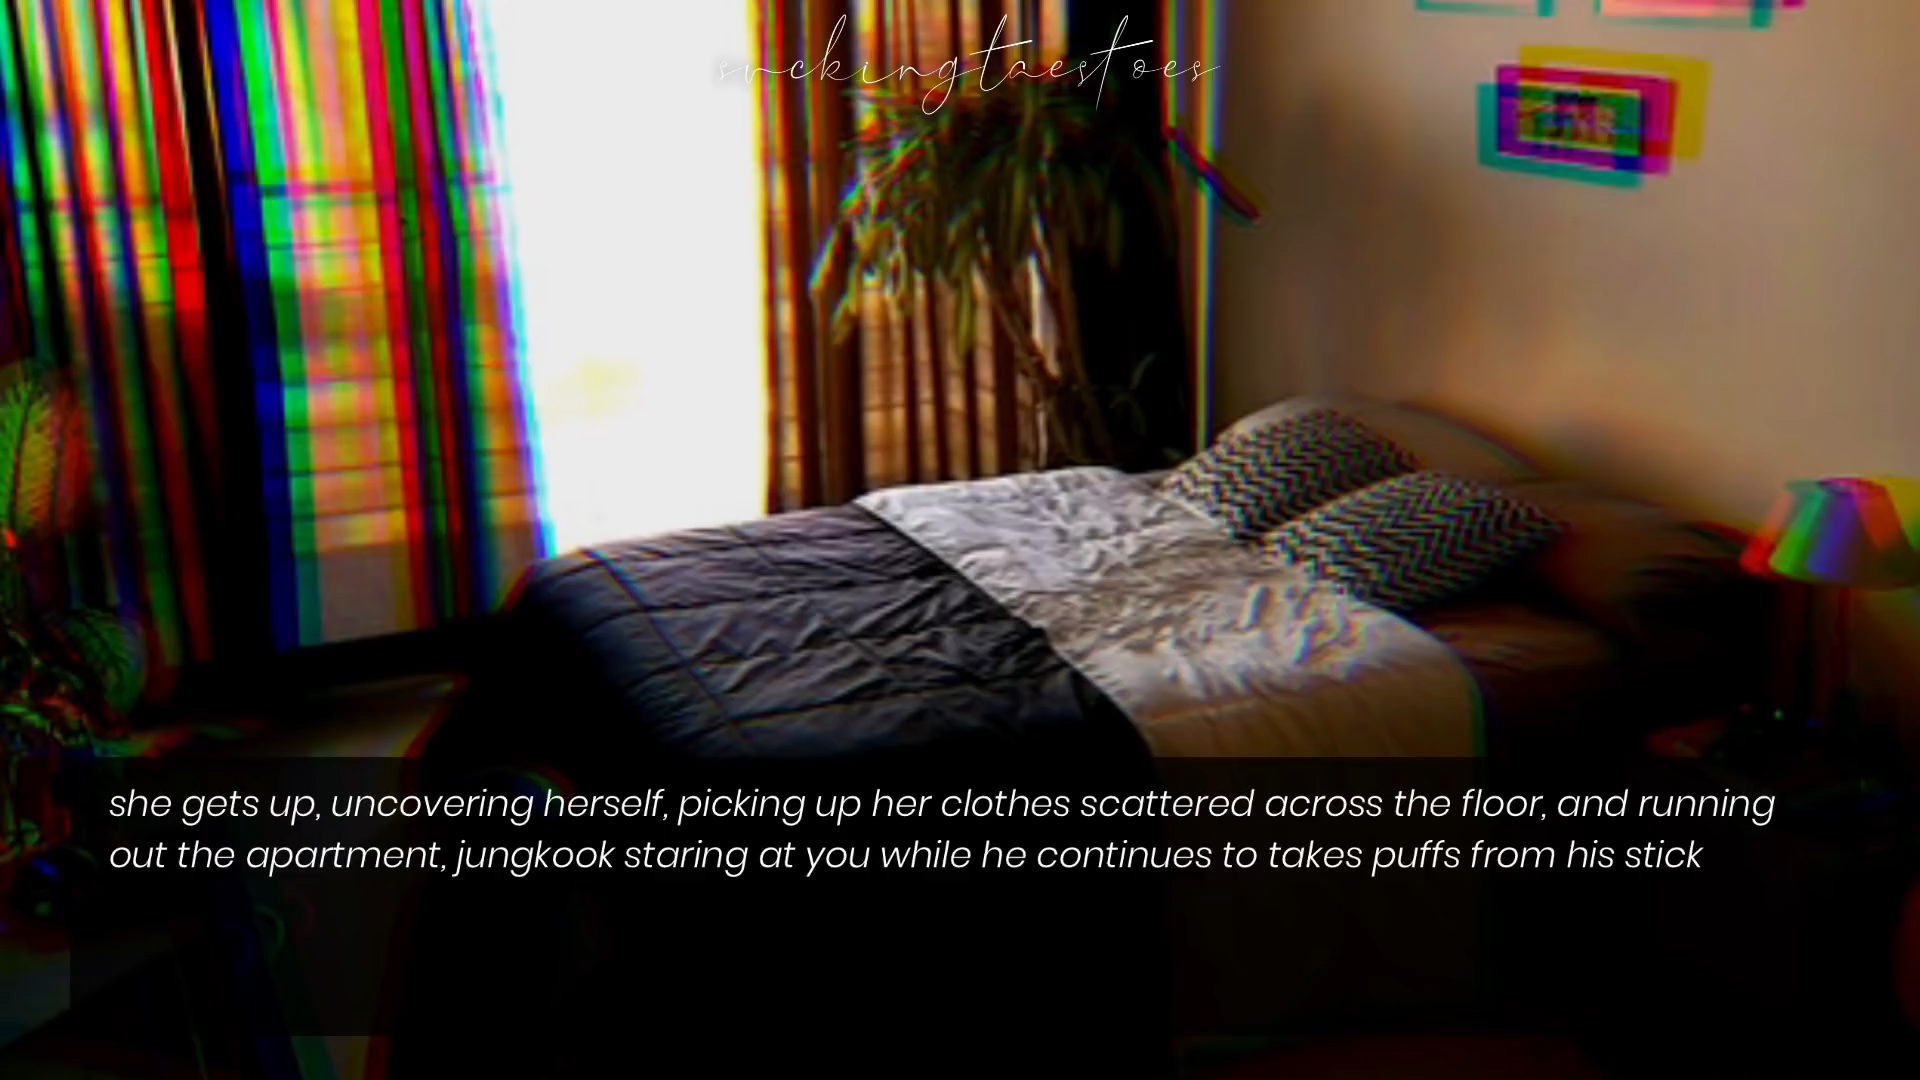 svckingtaestoes
she gets up, uncovering herself, picking up her clothes scattered across the floor, and running
out the apartment, jungkook staring at you while he continues to takes puffs from his stick